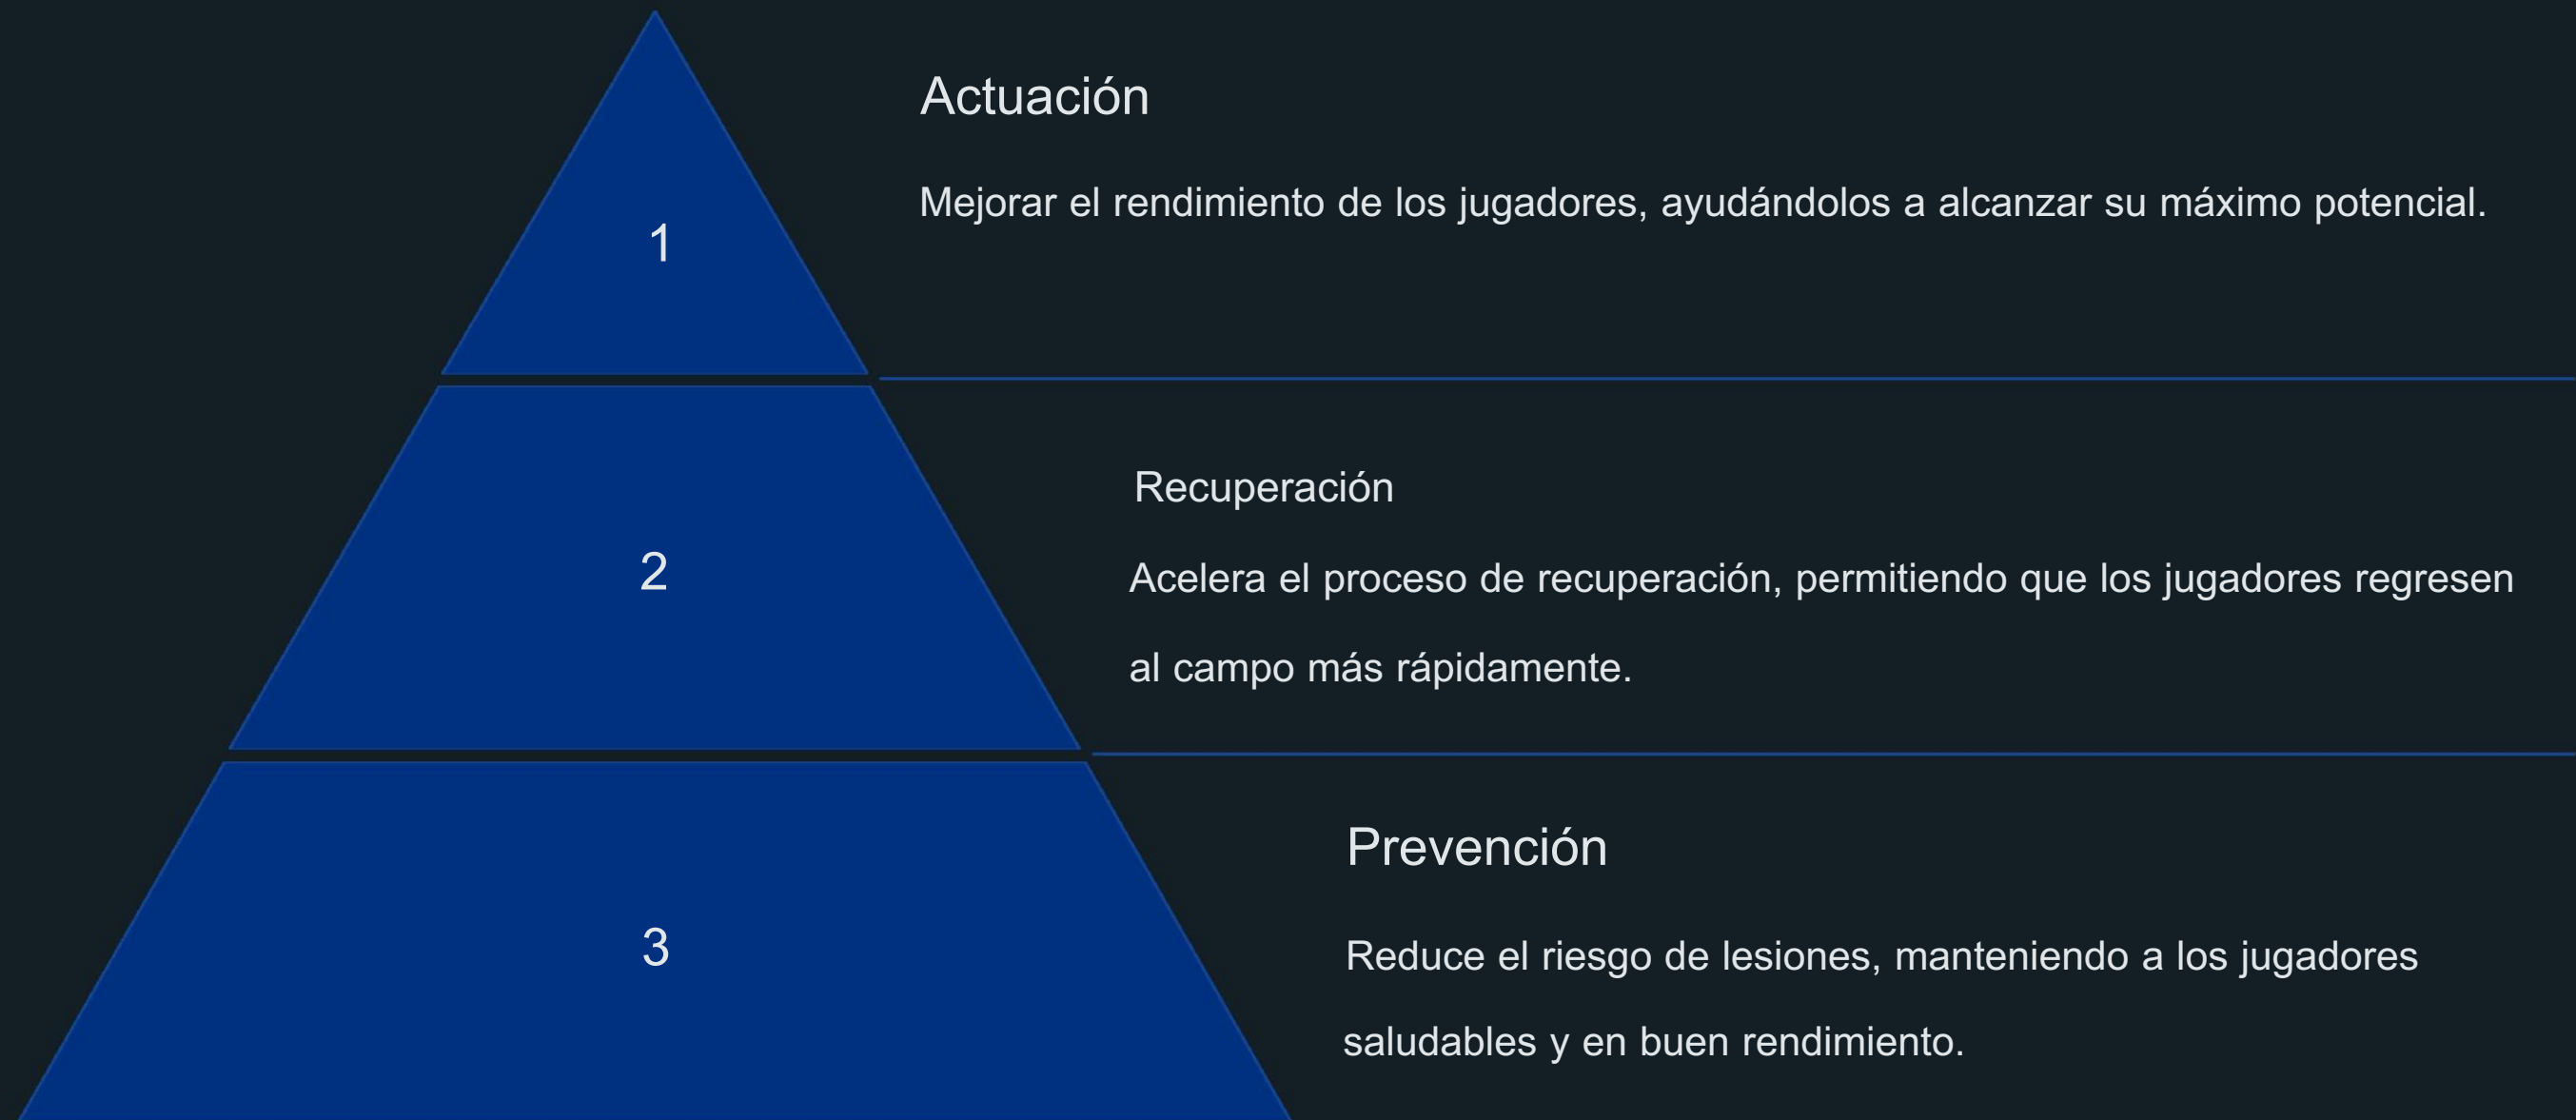 Actuación
Mejorar el rendimiento de los jugadores, ayudándolos a alcanzar su máximo potencial.
1
Recuperación
2
Acelera el proceso de recuperación, permitiendo que los jugadores regresen
al campo más rápidamente.
Prevención
3
Reduce el riesgo de lesiones, manteniendo a los jugadores
saludables y en buen rendimiento.